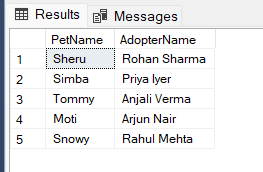 Results Messages
PetName AdopterName
1 Sheru Rohan Sharma
2 Simba Priya Iyer
3 Tommy Anjali Verma
4 Moti Arjun Nair
5 Snowy Rahul Mehta